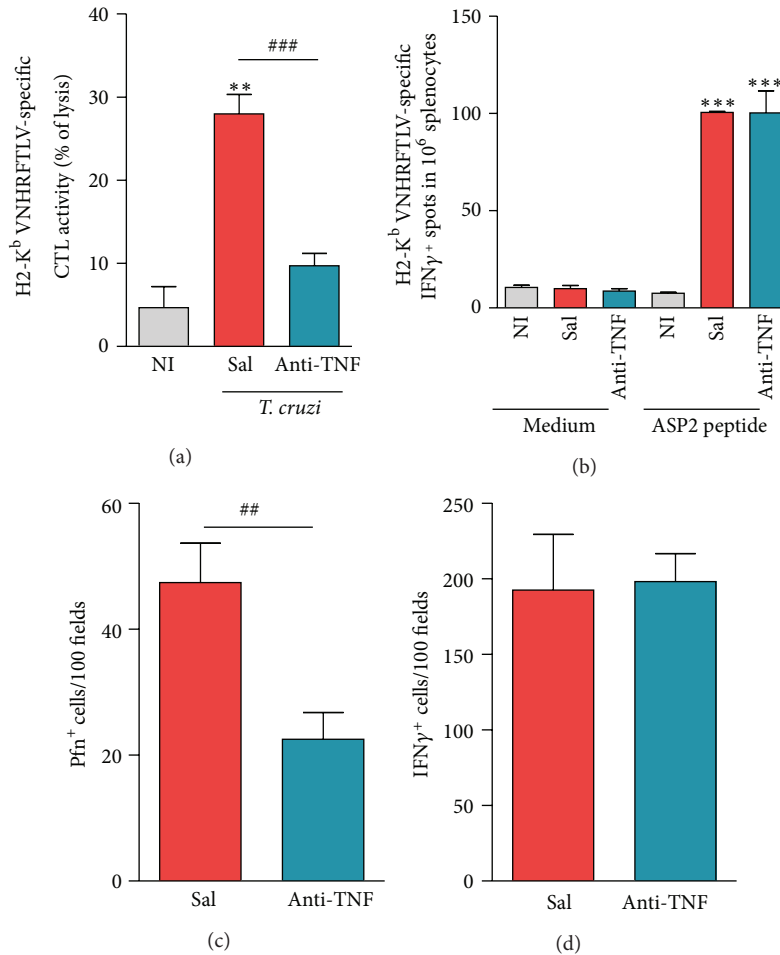 H2-Kᵇ VNHRFTLV-specific
CTL activity (% of lysis)
40
30
20
10
0
**
###
NI
Sal
Anti-TNF
T. cruzi
(a)
H2-Kᵇ VNHRFTLV-specific
IFNγ⁺ spots in 10⁶ splenocytes
150
100
50
0
***
***
NI
Sal
Anti-TNF
NI
Sal
Anti-TNF
Medium
ASP2 peptide
(b)
Pfn⁺ cells/100 fields
60
40
20
0
##
Sal
Anti-TNF
(c)
IFNγ⁺ cells/100 fields
250
200
150
100
50
0
Sal
Anti-TNF
(d)